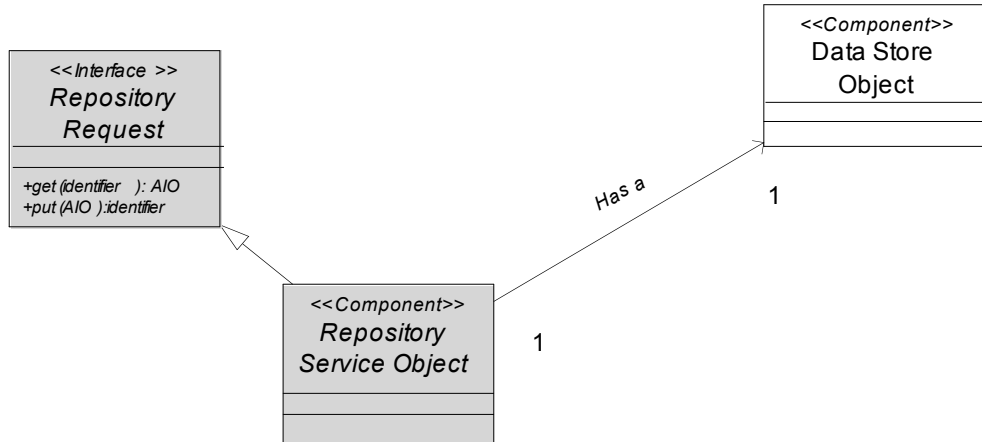 <<Interface >>
Repository
Request
+get (identifier ): AIO
+put (AIO ):identifier
<<Component>>
Data Store
Object
Has a
1
<<Component>>
Repository
Service Object
1